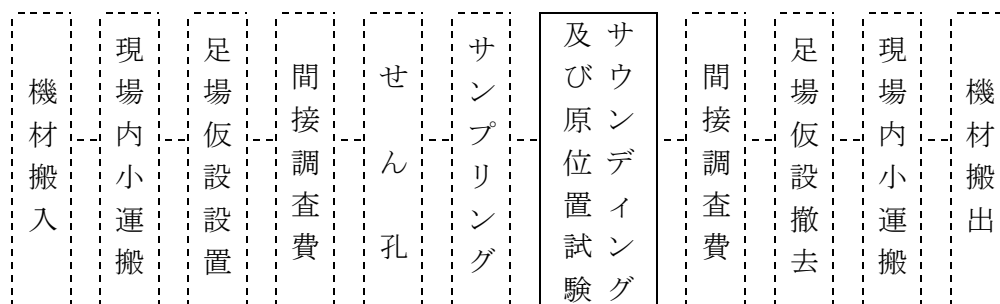 機材搬入
現場内小運搬
足場仮設設置
間接調査費
せん孔
サンプリング
サウンディング
及び原位置試験
間接調査費
足場仮設撤去
現場内小運搬
機材搬出